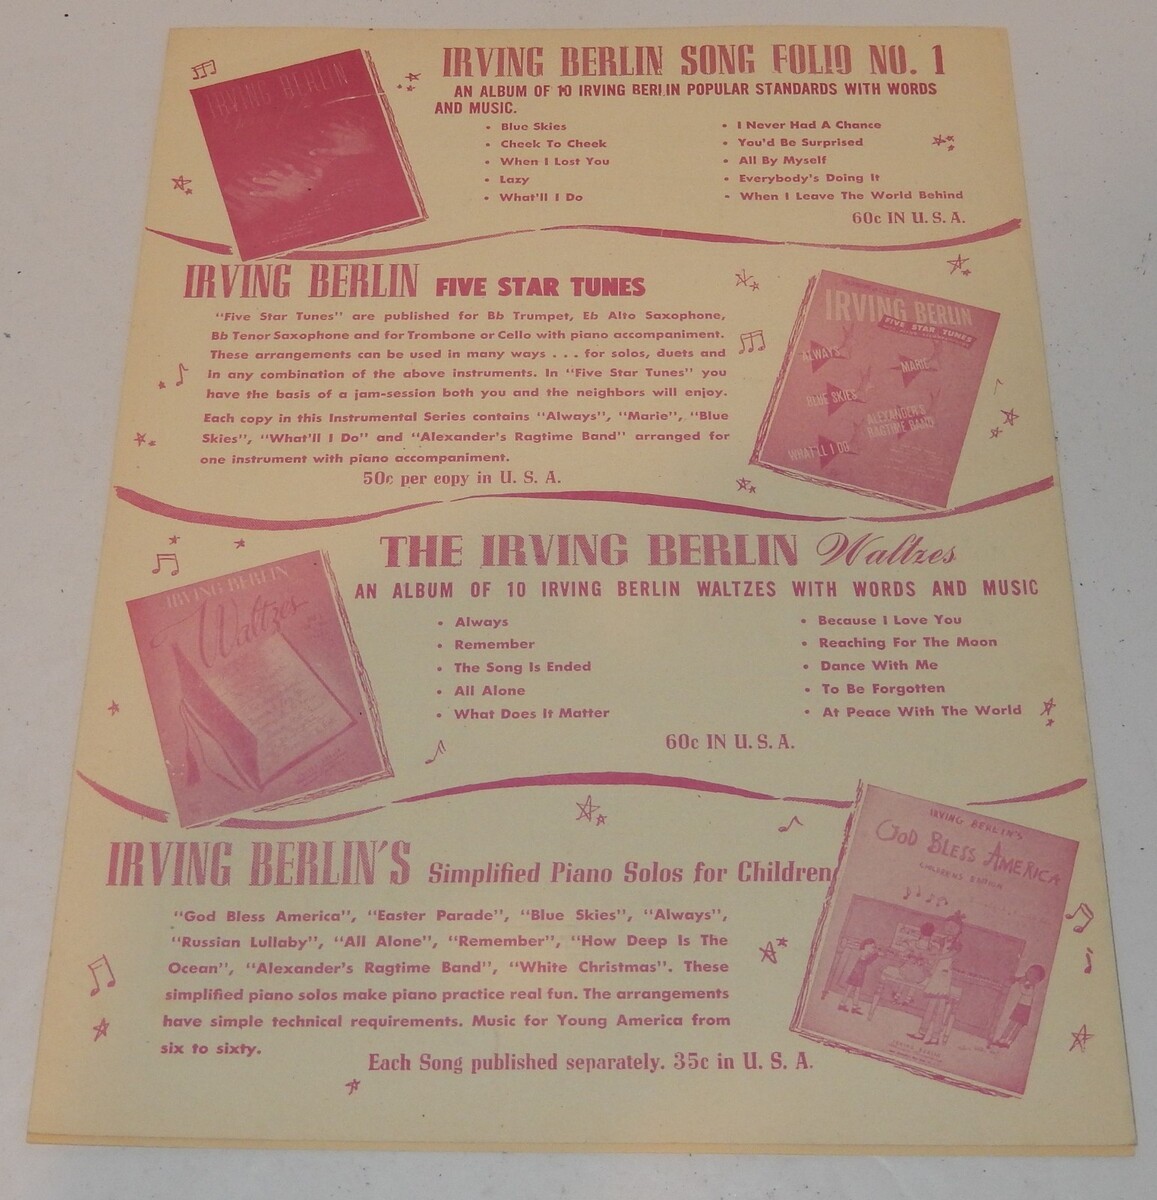 IRVING BERLIN
IRVING BERLIN SONG FOLIO NO. 1
AN ALBUM OF 10 IRVING BERLIN POPULAR STANDARDS WITH WORDS
AND MUSIC.
• Blue Skies
• Cheek To Cheek
• When I Lost You
• Lazy
• What'll I Do
• I Never Had A Chance
• You'd Be Surprised
• All By Myself
• Everybody's Doing It
• When I Leave The World Behind
60c IN U. S. A.
IRVING BERLIN FIVE STAR TUNES
"Five Star Tunes" are published for Bb Trumpet, Eb Alto Saxophone,
Bb Tenor Saxophone and for Trombone or Cello with piano accompaniment.
These arrangements can be used in many ways . . . for solos, duets and
in any combination of the above instruments. In "Five Star Tunes" you
have the basis of a jam-session both you and the neighbors will enjoy.
Each copy in this Instrumental Series contains "Always", "Marie", "Blue
Skies", "What'll I Do" and "Alexander's Ragtime Band" arranged for
one instrument with piano accompaniment.
50c per copy in U. S. A.
IRVING BERLIN
FIVE STAR TUNES
ALWAYS
MARIE
BLUE SKIES
ALEXANDER'S
RAGTIME BAND
WHAT'LL I DO
THE IRVING BERLIN Waltzes
AN ALBUM OF 10 IRVING BERLIN WALTZES WITH WORDS AND MUSIC
IRVING BERLIN
Waltzes
• Always
• Remember
• The Song Is Ended
• All Alone
• What Does It Matter
• Because I Love You
• Reaching For The Moon
• Dance With Me
• To Be Forgotten
• At Peace With The World
60c IN U. S. A.
IRVING BERLIN'S Simplified Piano Solos for Children
"God Bless America", "Easter Parade", "Blue Skies", "Always",
"Russian Lullaby", "All Alone", "Remember", "How Deep Is The
Ocean", "Alexander's Ragtime Band", "White Christmas". These
simplified piano solos make piano practice real fun. The arrangements
have simple technical requirements. Music for Young America from
six to sixty.
Each Song published separately. 35c in U. S. A.
IRVING BERLIN'S
GOD BLESS AMERICA
CHILDREN'S EDITION